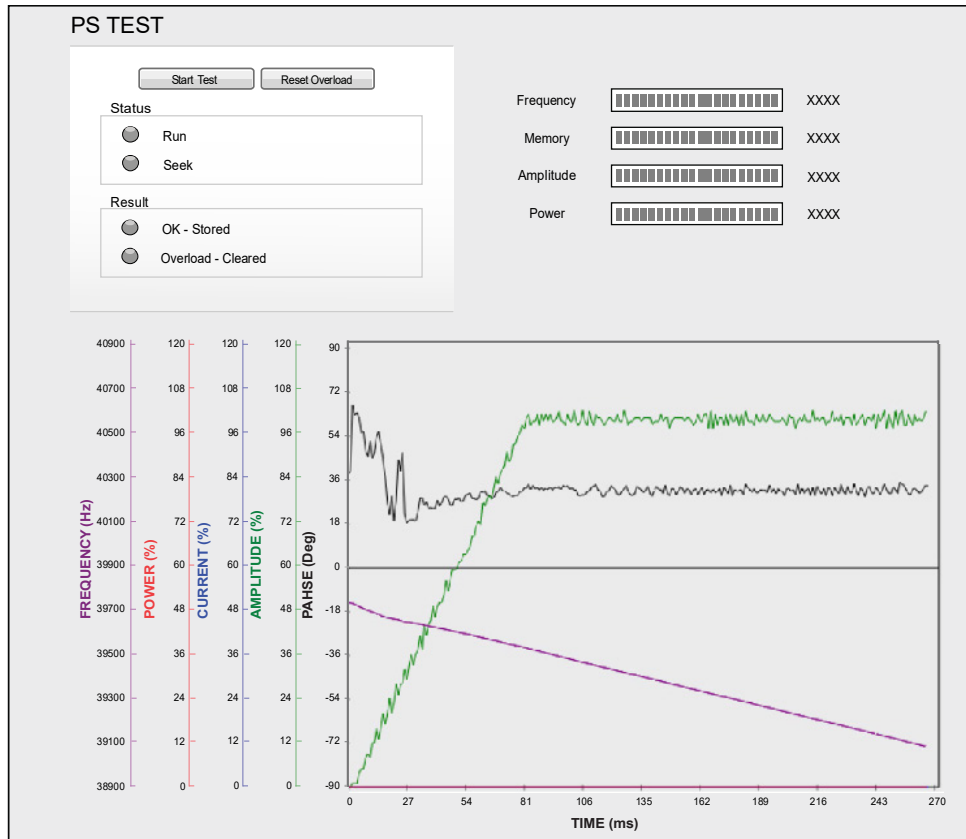 PS TEST
Start Test
Reset Overload
Status
Run
Seek
Result
OK - Stored
Overload - Cleared
Frequency XXXX
Memory XXXX
Amplitude XXXX
Power XXXX
FREQUENCY (Hz)
40900
40700
40500
40300
40100
39900
39700
39500
39300
39100
38900
POWER (%)
120
108
96
84
72
60
48
36
24
12
0
CURRENT (%)
120
108
96
84
72
60
48
36
24
12
0
AMPLITUDE (%)
120
108
96
84
72
60
48
36
24
12
0
PAHSE (Deg)
90
72
54
36
18
0
-18
-36
-54
-72
-90
0 27 54 81 106 135 162 189 216 243 270
TIME (ms)